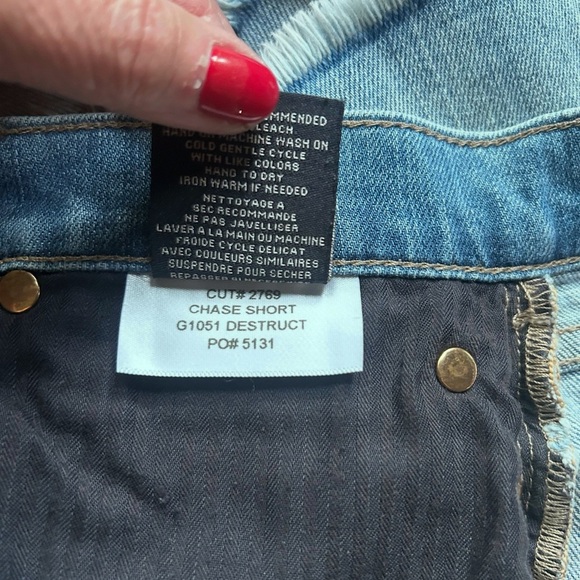 OMMENDED
BLEACH.
HAND OR MACHINE WASH ON
COLD GENTLE CYCLE
WITH LIKE COLORS
HANG TO DRY
IRON WARM IF NEEDED
NETTOYAGE A
SEC RECOMMANDE
NE PAS JAVELLISER
LAVER A LA MAIN OU MACHINE
FROIDE CYCLE DELICAT
AVEC COULEURS SIMILAIRES
SUSPENDRE POUR SECHER
CUT# 2769
CHASE SHORT
G1051 DESTRUCT
PO# 5131